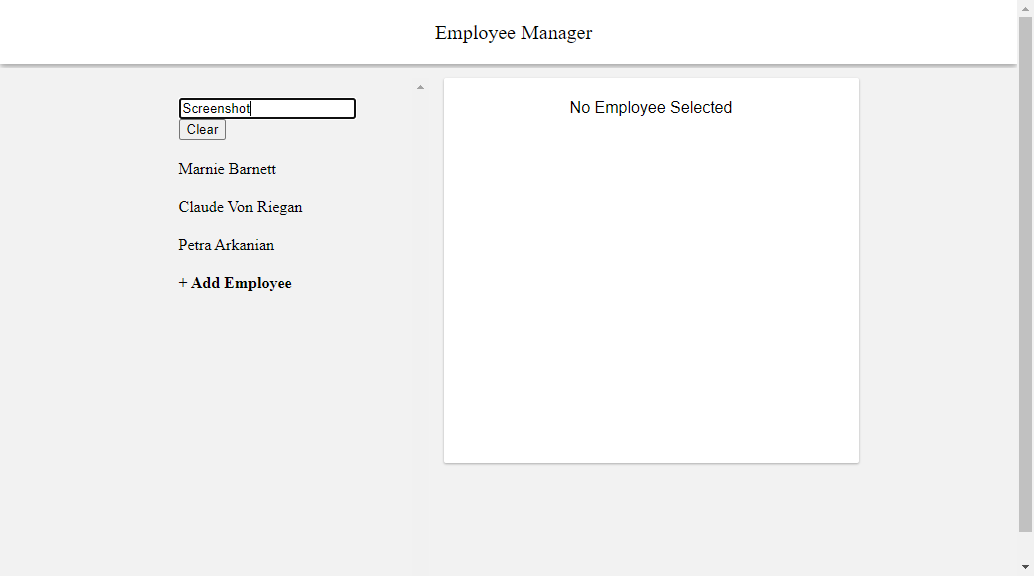 Employee Manager
Screenshot
Clear
Marnie Barnett
Claude Von Riegan
Petra Arkanian
+ Add Employee
No Employee Selected